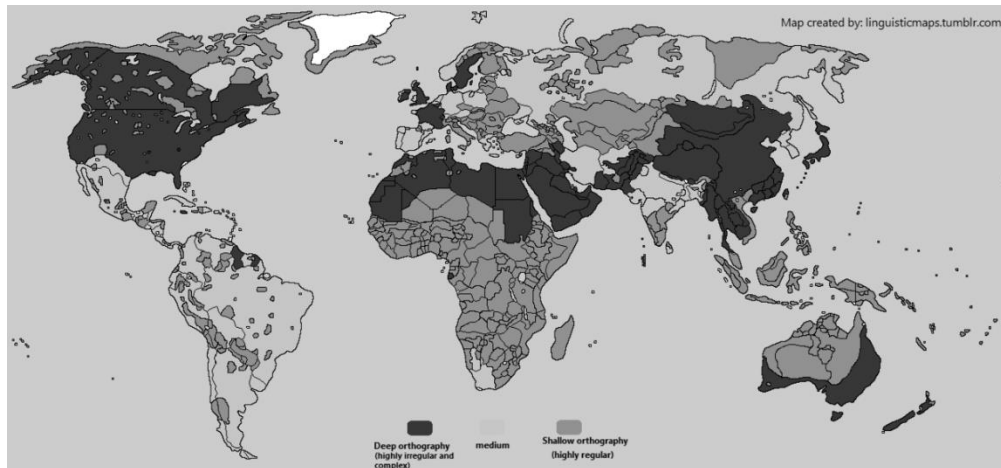 Map created by: linguisticmaps.tumblr.com
Deep orthography
(highly irregular and
complex)
medium
Shallow orthography
(highly regular)